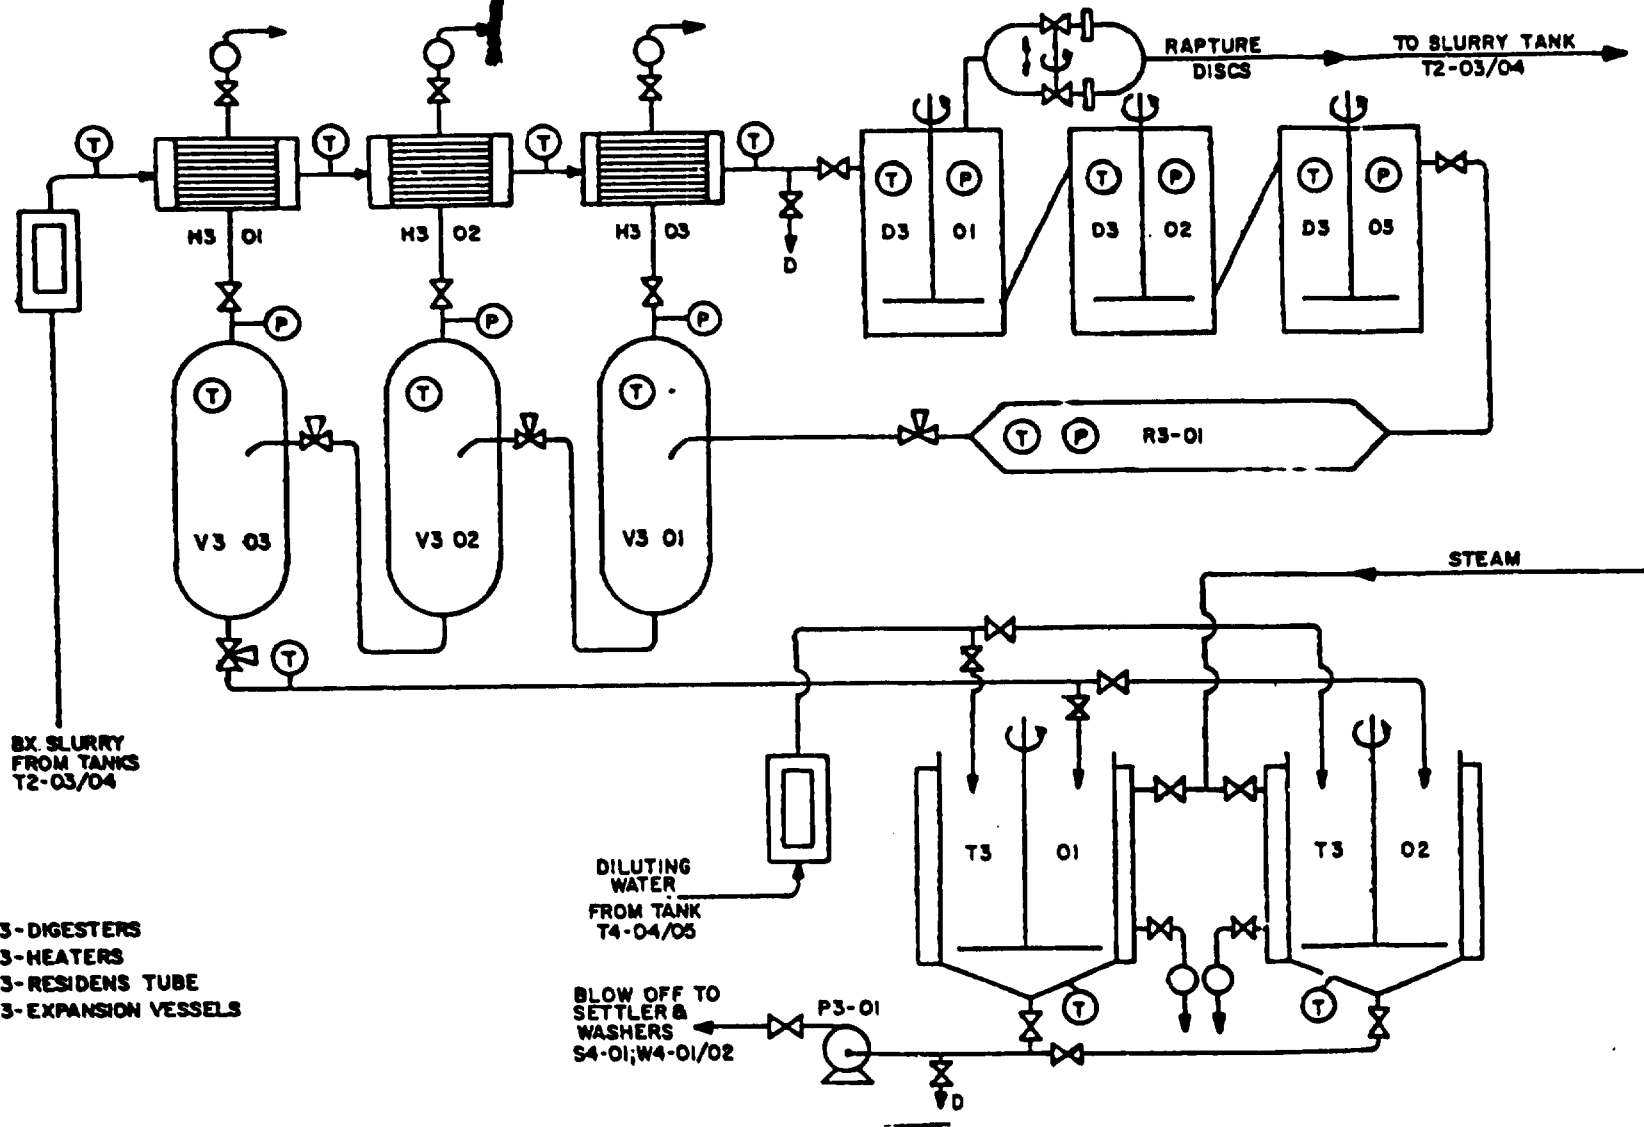 RAPTURE
DISCS
TO SLURRY TANK
T2-03/04
T
T
T
T
H3 01
H3 02
H3 03
D
T P
D3 01
T P
D3 02
T P
D3 03
P
P
P
T
T
T
V3 03
V3 02
V3 01
T P R3-01
STEAM
T
BX. SLURRY
FROM TANKS
T2-03/04
DILUTING
WATER
FROM TANK
T4-04/05
T3 01
T3 02
3-DIGESTERS
3-HEATERS
3-RESIDENS TUBE
3-EXPANSION VESSELS
BLOW OFF TO
SETTLER &
WASHERS
S4-01;W4-01/02
P3-01
T
T
D